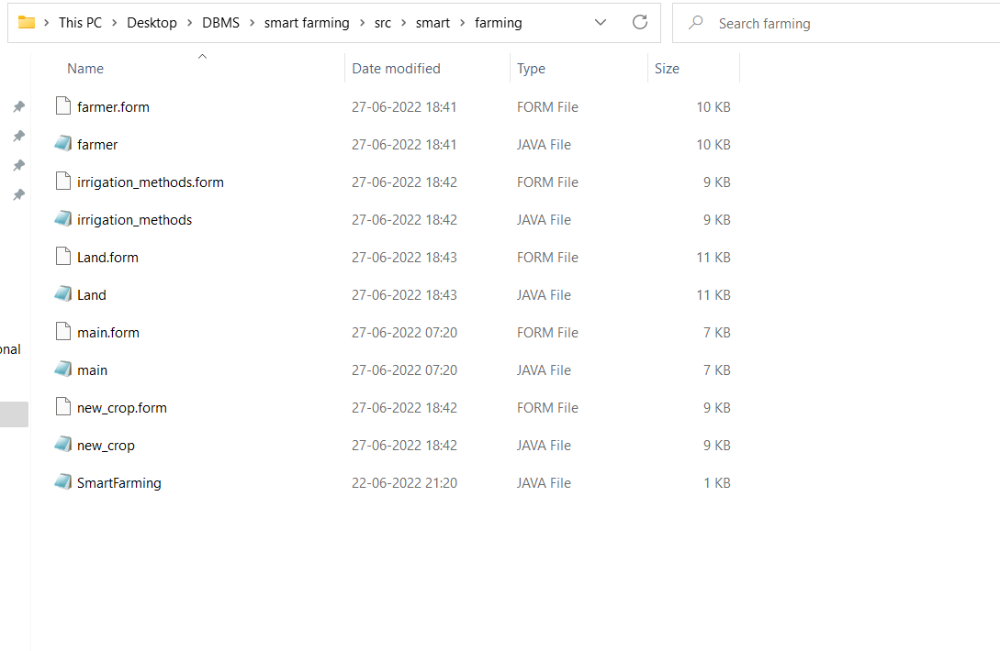 This PC > Desktop > DBMS > smart farming > src > smart > farming
Search farming
Name Date modified Type Size
farmer.form 27-06-2022 18:41 FORM File 10 KB
farmer 27-06-2022 18:41 JAVA File 10 KB
irrigation_methods.form 27-06-2022 18:42 FORM File 9 KB
irrigation_methods 27-06-2022 18:42 JAVA File 9 KB
Land.form 27-06-2022 18:43 FORM File 11 KB
Land 27-06-2022 18:43 JAVA File 11 KB
main.form 27-06-2022 07:20 FORM File 7 KB
onal
main 27-06-2022 07:20 JAVA File 7 KB
new_crop.form 27-06-2022 18:42 FORM File 9 KB
new_crop 27-06-2022 18:42 JAVA File 9 KB
SmartFarming 22-06-2022 21:20 JAVA File 1 KB